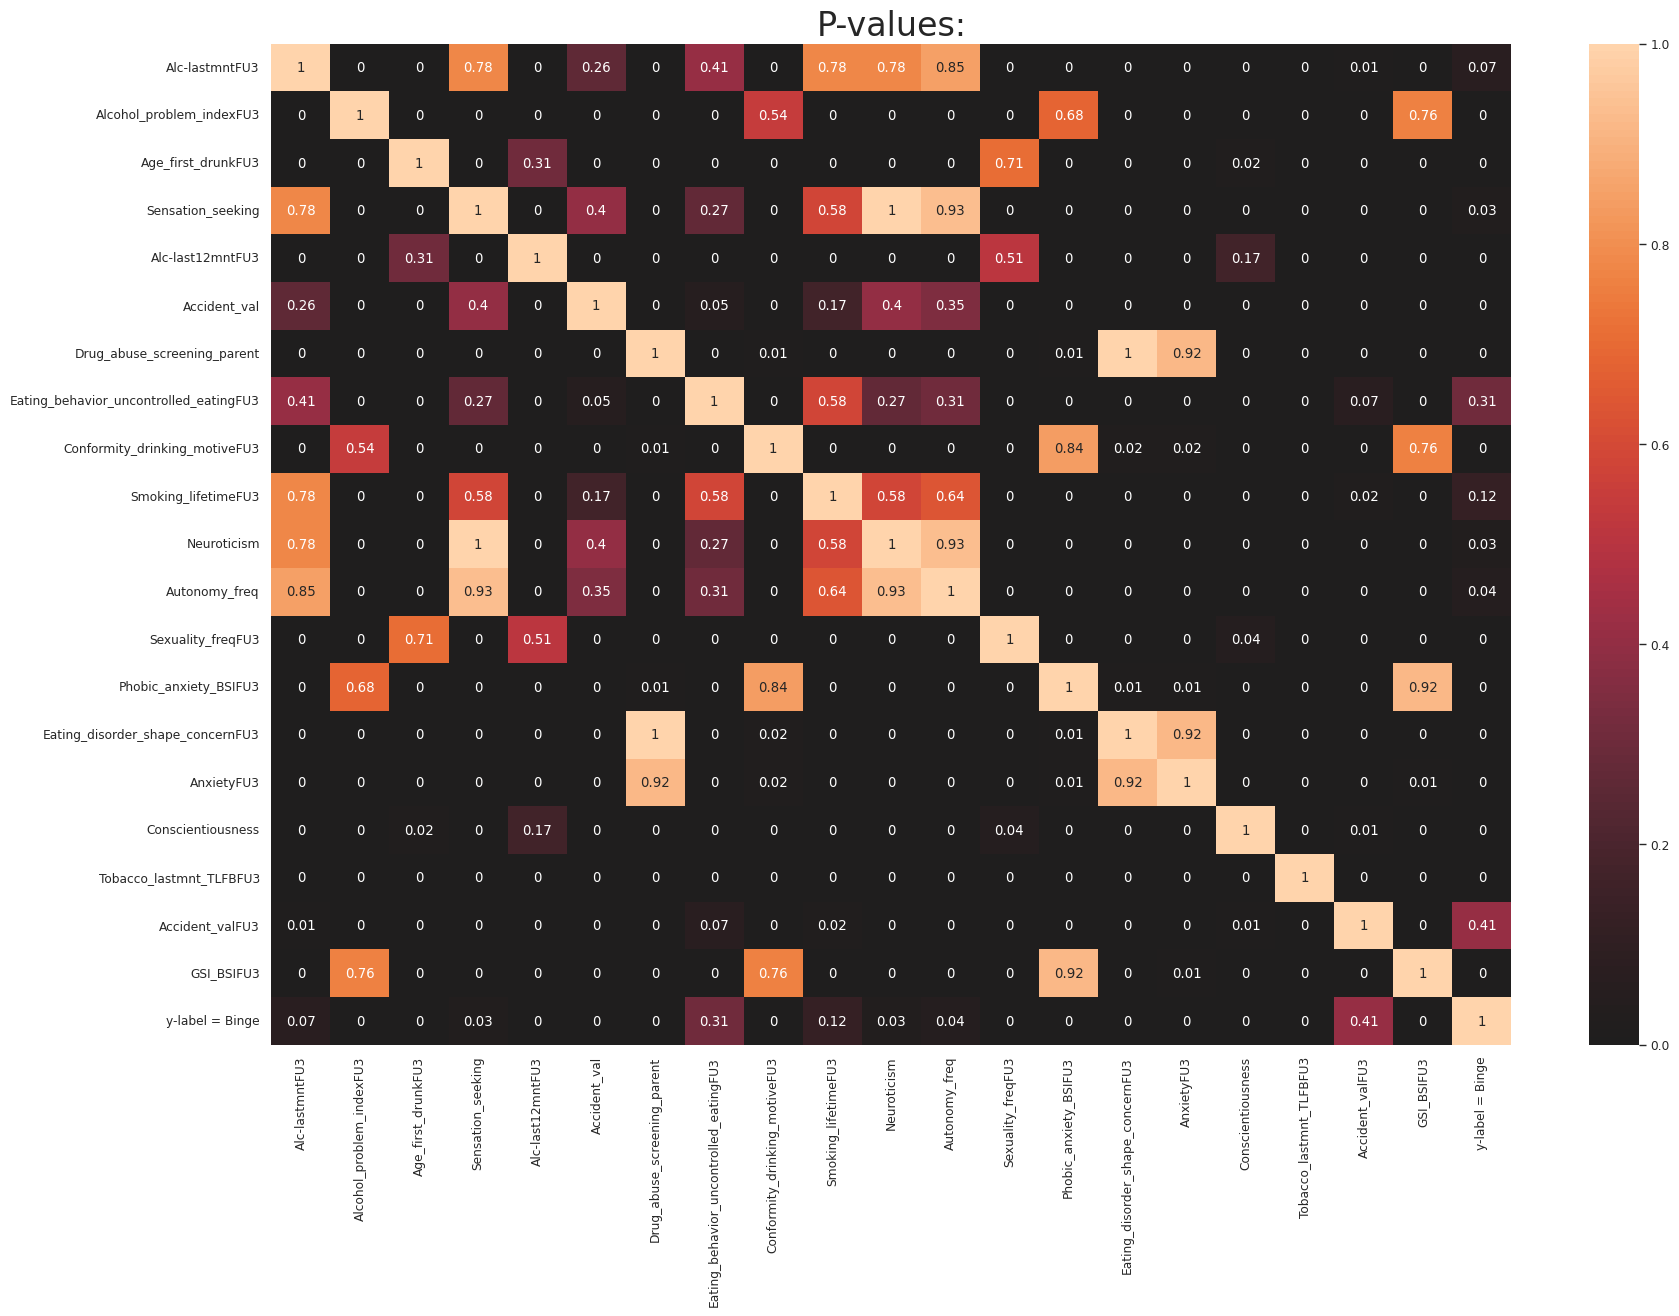 P-values:
Alc-lastmntFU3 1 0 0 0.78 0 0.26 0 0.41 0 0.78 0.78 0.85 0 0 0 0 0 0 0.01 0 0.07
Alcohol_problem_indexFU3 0 1 0 0 0 0 0 0 0.54 0 0 0 0 0.68 0 0 0 0 0 0.76 0
Age_first_drunkFU3 0 0 1 0 0.31 0 0 0 0 0 0 0 0.71 0 0 0 0.02 0 0 0 0
Sensation_seeking 0.78 0 0 1 0 0.4 0 0.27 0 0.58 1 0.93 0 0 0 0 0 0 0 0 0.03
Alc-last12mntFU3 0 0 0.31 0 1 0 0 0 0 0 0 0 0.51 0 0 0 0.17 0 0 0 0
Accident_val 0.26 0 0 0.4 0 1 0 0.05 0 0.17 0.4 0.35 0 0 0 0 0 0 0 0 0
Drug_abuse_screening_parent 0 0 0 0 0 0 1 0 0.01 0 0 0 0 0.01 1 0.92 0 0 0 0 0
Eating_behavior_uncontrolled_eatingFU3 0.41 0 0 0.27 0 0.05 0 1 0 0.58 0.27 0.31 0 0 0 0 0 0 0.07 0 0.31
Conformity_drinking_motiveFU3 0 0.54 0 0 0 0 0.01 0 1 0 0 0 0 0.84 0.02 0.02 0 0 0 0.76 0
Smoking_lifetimeFU3 0.78 0 0 0.58 0 0.17 0 0.58 0 1 0.58 0.64 0 0 0 0 0 0 0.02 0 0.12
Neuroticism 0.78 0 0 1 0 0.4 0 0.27 0 0.58 1 0.93 0 0 0 0 0 0 0 0 0.03
Autonomy_freq 0.85 0 0 0.93 0 0.35 0 0.31 0 0.64 0.93 1 0 0 0 0 0 0 0 0 0.04
Sexuality_freqFU3 0 0 0.71 0 0.51 0 0 0 0 0 0 0 1 0 0 0 0.04 0 0 0 0
Phobic_anxiety_BSIFU3 0 0.68 0 0 0 0 0.01 0 0.84 0 0 0 0 1 0.01 0.01 0 0 0 0.92 0
Eating_disorder_shape_concernFU3 0 0 0 0 0 0 1 0 0.02 0 0 0 0 0.01 1 0.92 0 0 0 0 0
AnxietyFU3 0 0 0 0 0 0 0.92 0 0.02 0 0 0 0 0.01 0.92 1 0 0 0 0.01 0
Conscientiousness 0 0 0.02 0 0.17 0 0 0 0 0 0 0 0.04 0 0 0 1 0 0.01 0 0
Tobacco_lastmnt_TLFBFU3 0 0 0 0 0 0 0 0 0 0 0 0 0 0 0 0 0 1 0 0 0
Accident_valFU3 0.01 0 0 0 0 0 0 0.07 0 0.02 0 0 0 0 0 0 0.01 0 1 0 0.41
GSI_BSIFU3 0 0.76 0 0 0 0 0 0 0.76 0 0 0 0 0.92 0 0.01 0 0 0 1 0
y-label = Binge 0.07 0 0 0.03 0 0 0 0.31 0 0.12 0.03 0.04 0 0 0 0 0 0 0.41 0 1
Alc-lastmntFU3
Alcohol_problem_indexFU3
Age_first_drunkFU3
Sensation_seeking
Alc-last12mntFU3
Accident_val
Drug_abuse_screening_parent
Eating_behavior_uncontrolled_eatingFU3
Conformity_drinking_motiveFU3
Smoking_lifetimeFU3
Neuroticism
Autonomy_freq
Sexuality_freqFU3
Phobic_anxiety_BSIFU3
Eating_disorder_shape_concernFU3
AnxietyFU3
Conscientiousness
Tobacco_lastmnt_TLFBFU3
Accident_valFU3
GSI_BSIFU3
y-label = Binge
1.0
0.8
0.6
0.4
0.2
0.0